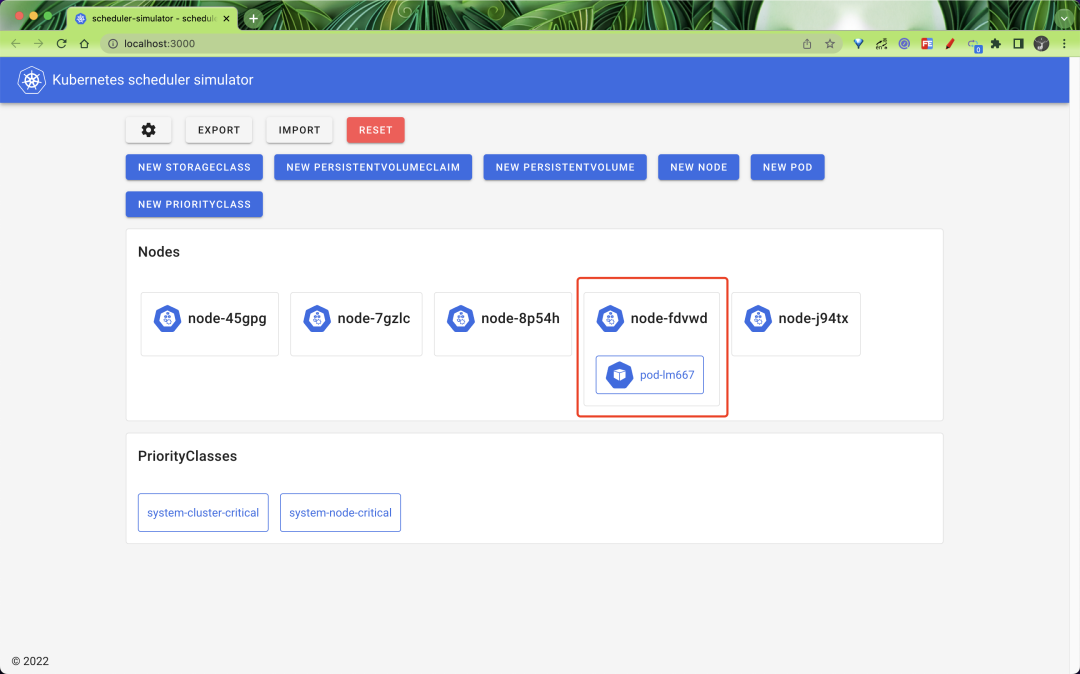 scheduler-simulator - schedul
localhost:3000
0
Kubernetes scheduler simulator
EXPORT IMPORT RESET
NEW STORAGECLASS NEW PERSISTENTVOLUMECLAIM NEW PERSISTENTVOLUME NEW NODE NEW POD
NEW PRIORITYCLASS
Nodes
node-45gpg node-7gzlc node-8p54h node-fdvwd node-j94tx
pod-lm667
PriorityClasses
system-cluster-critical system-node-critical
© 2022